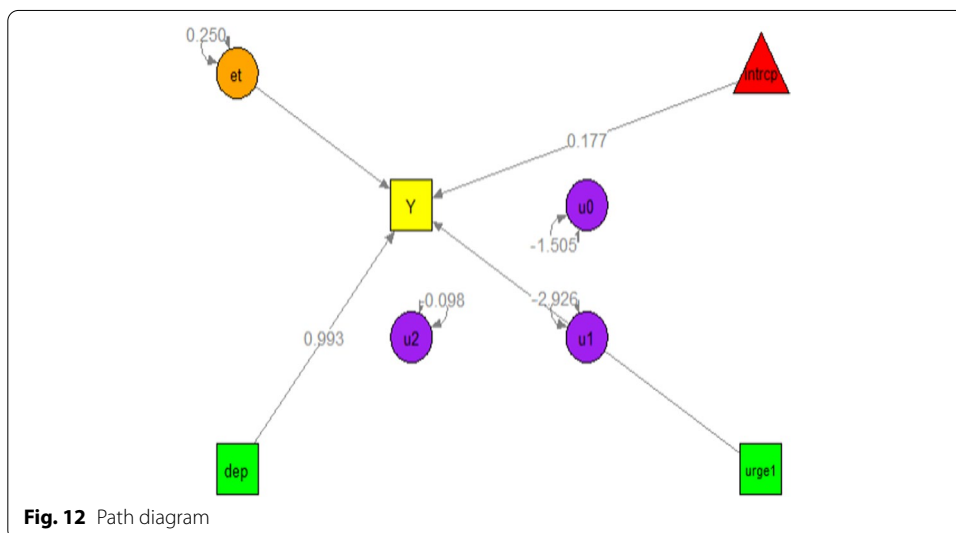 0.250
et
intrcp
0.177
Y
u0
-1.505
-0.098
-2.926
u2
u1
0.993
dep
urge1
Fig. 12 Path diagram